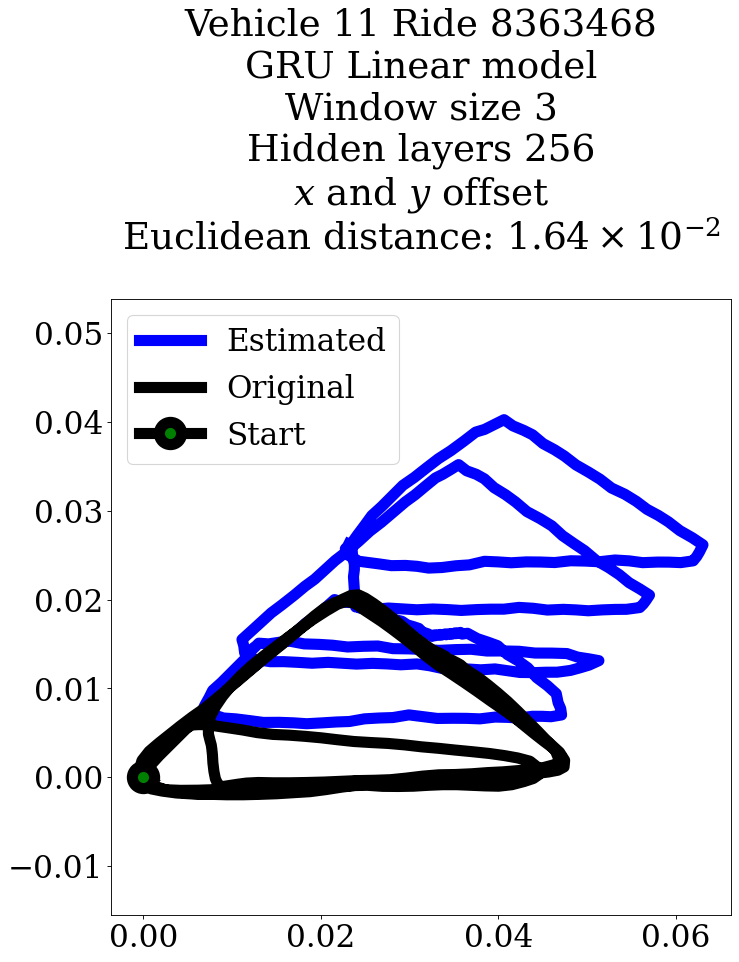 Vehicle 11 Ride 8363468
GRU Linear model
Window size 3
Hidden layers 256
x and y offset
Euclidean distance: 1.64 × 10⁻²
Estimated
Original
Start
0.05
0.04
0.03
0.02
0.01
0.00
−0.01
0.00 0.02 0.04 0.06